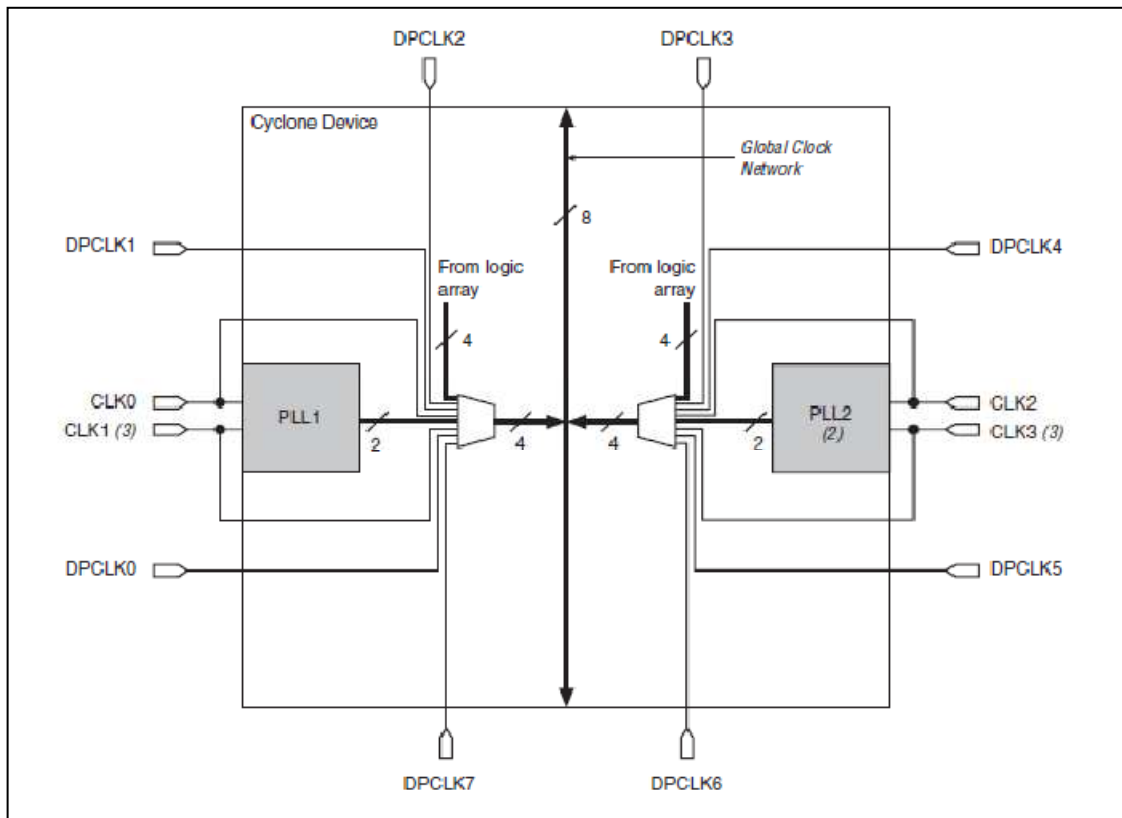 DPCLK2
DPCLK3
Cyclone Device
Global Clock
Network
8
DPCLK1
DPCLK4
From logic
array
From logic
array
4
4
CLK0
CLK1 (3)
PLL1
2
4
4
2
PLL2
(2)
CLK2
CLK3 (3)
DPCLK0
DPCLK5
DPCLK7
DPCLK6